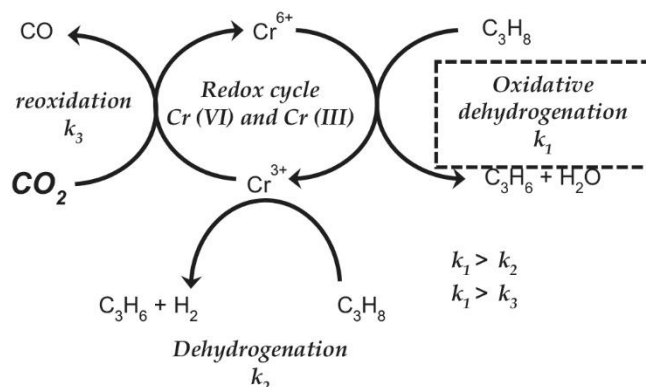 CO
Cr⁶⁺
C₃H₈
reoxidation
k₃
Redox cycle
Cr (VI) and Cr (III)
Oxidative
dehydrogenation
k₁
CO₂
Cr³⁺
C₃H₆ + H₂O
k₁ > k₂
k₁ > k₃
C₃H₆ + H₂
C₃H₈
Dehydrogenation
k₂